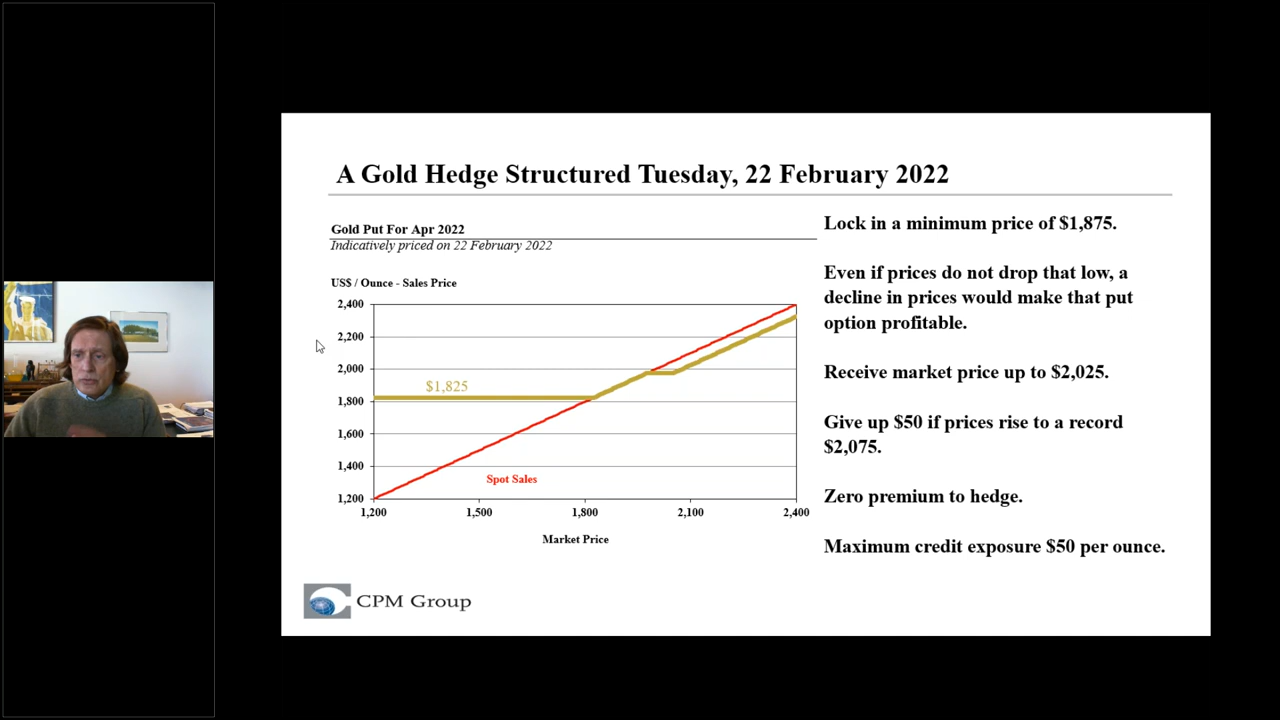 A Gold Hedge Structured Tuesday, 22 February 2022
Gold Put For Apr 2022
Indicatively priced on 22 February 2022
US$ / Ounce - Sales Price
2,400
2,200
2,000
1,800
1,600
1,400
1,200
$1,825
Spot Sales
1,200
1,500
1,800
2,100
2,400
Market Price
Lock in a minimum price of $1,875.
Even if prices do not drop that low, a
decline in prices would make that put
option profitable.
Receive market price up to $2,025.
Give up $50 if prices rise to a record
$2,075.
Zero premium to hedge.
Maximum credit exposure $50 per ounce.
CPM Group